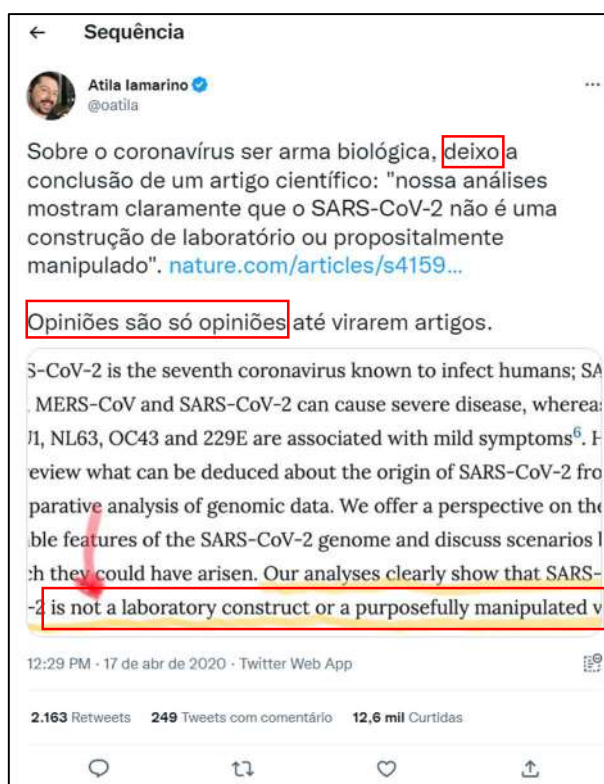 Sequência
Atila Iamarino
@oatila
Sobre o coronavírus ser arma biológica, deixo a
conclusão de um artigo científico: "nossa análises
mostram claramente que o SARS-CoV-2 não é uma
construção de laboratório ou propositalmente
manipulado". nature.com/articles/s4159...
Opiniões são só opiniões até virarem artigos.
S-CoV-2 is the seventh coronavirus known to infect humans; SA
MERS-CoV and SARS-CoV-2 can cause severe disease, wherea
1, NL63, OC43 and 229E are associated with mild symptoms6. H
eview what can be deduced about the origin of SARS-CoV-2 fro
parative analysis of genomic data. We offer a perspective on the
ble features of the SARS-CoV-2 genome and discuss scenarios
ch they could have arisen. Our analyses clearly show that SARS-
-2 is not a laboratory construct or a purposefully manipulated v
12:29 PM · 17 de abr de 2020 · Twitter Web App
2.163 Retweets 249 Tweets com comentário 12,6 mil Curtidas